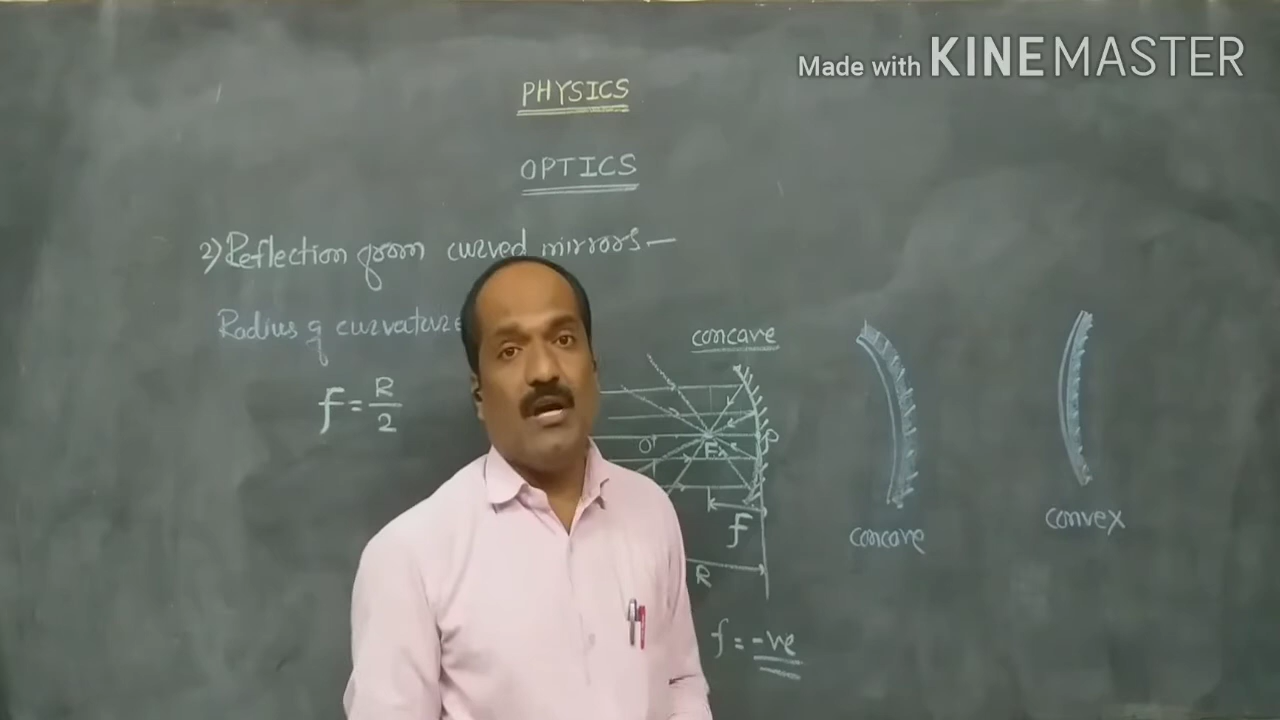 Made with KINEMASTER
PHYSICS
OPTICS
2) Reflection from curved mirrors —
Radius of curvature
f = R/2
concave
O
F
P
f
R
f = -ve
concave
convex